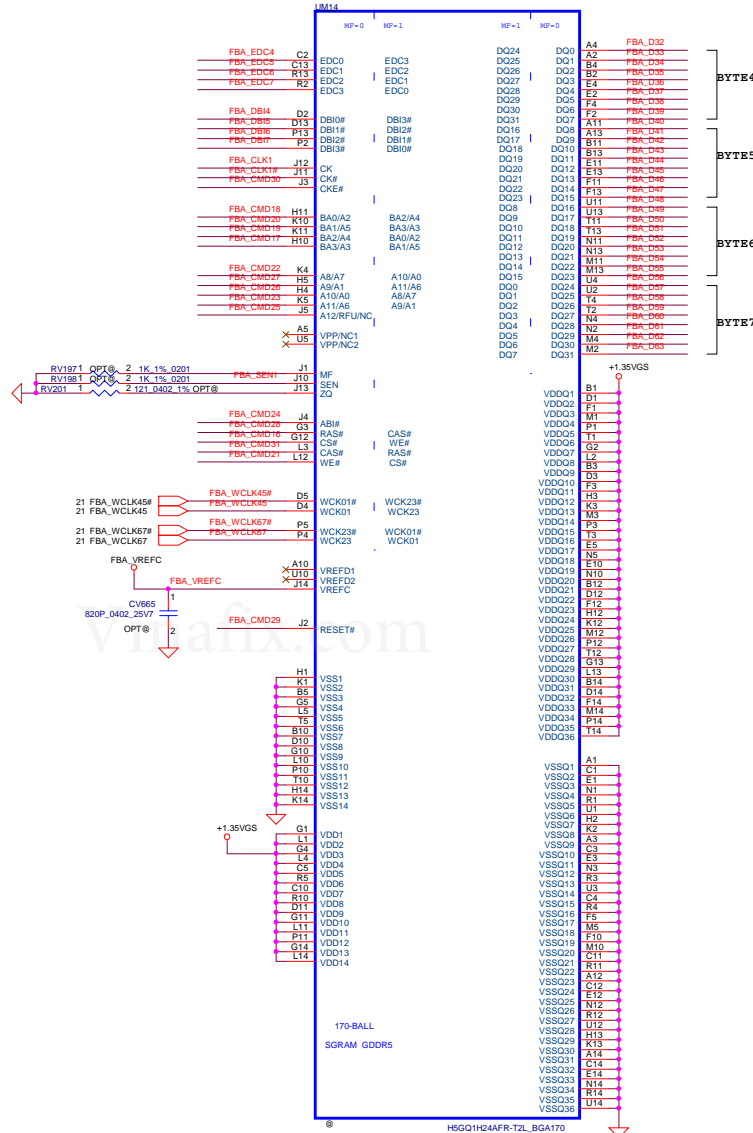 UM14
MF=0 MF=1 MF=1 MF=0
FBA_EDC4 C2 EDC0 EDC3
FBA_EDC5 C13 EDC1 EDC2
FBA_EDC6 R13 EDC2 EDC1
FBA_EDC7 R2 EDC3 EDC0
FBA_DBI4 D2 DBI0# DBI3#
FBA_DBI5 D13 DBI1# DBI2#
FBA_DBI6 P13 DBI2# DBI1#
FBA_DBI7 P2 DBI3# DBI0#
FBA_CLK1 J12 CK
FBA_CLK1# J11 CK#
FBA_CMD30 J3 CKE#
FBA_CMD18 H11 BA0/A2 BA2/A4
FBA_CMD20 K10 BA1/A5 BA3/A3
FBA_CMD19 K11 BA2/A4 BA0/A2
FBA_CMD17 H10 BA3/A3 BA1/A5
FBA_CMD22 K4 A8/A7 A10/A0
FBA_CMD27 H5 A9/A1 A11/A6
FBA_CMD26 H4 A10/A0 A8/A7
FBA_CMD23 K5 A11/A6 A9/A1
FBA_CMD25 J5 A12/RFU/NC
A5 VPP/NC1
U5 VPP/NC2
RV197 1 OPT@ 2 1K_1%_0201 J1 MF
RV198 1 OPT@ 2 1K_1%_0201 FBA_SEN1 J10 SEN
RV201 1 2 121_0402_1% OPT@ J13 ZQ
FBA_CMD24 J4 ABI#
FBA_CMD28 G3 RAS# CAS#
FBA_CMD16 G12 CS# WE#
FBA_CMD31 L3 CAS# RAS#
FBA_CMD21 L12 WE# CS#
21 FBA_WCLK45# FBA_WCLK45# D5 WCK01# WCK23#
21 FBA_WCLK45 FBA_WCLK45 D4 WCK01 WCK23
21 FBA_WCLK67# FBA_WCLK67# P5 WCK23# WCK01#
21 FBA_WCLK67 FBA_WCLK67 P4 WCK23 WCK01
FBA_VREFC
A10 VREFD1
U10 VREFD2
FBA_VREFC J14 VREFC
1
CV665
820P_0402_25V7
OPT@ 2
Vinafix.com
FBA_CMD29 J2 RESET#
H1 VSS1
K1 VSS2
B5 VSS3
G5 VSS4
L5 VSS5
T5 VSS6
B10 VSS7
D10 VSS8
G10 VSS9
L10 VSS10
P10 VSS11
T10 VSS12
H14 VSS13
K14 VSS14
+1.35VGS
G1 VDD1
L1 VDD2
G4 VDD3
L4 VDD4
C5 VDD5
R5 VDD6
C10 VDD7
R10 VDD8
D11 VDD9
G11 VDD10
L11 VDD11
P11 VDD12
G14 VDD13
L14 VDD14
DQ24 DQ0 A4 FBA_D32
DQ25 DQ1 A2 FBA_D33
DQ26 DQ2 B4 FBA_D34
DQ27 DQ3 B2 FBA_D35
DQ28 DQ4 E4 FBA_D36
DQ29 DQ5 E2 FBA_D37
DQ30 DQ6 F4 FBA_D38
DQ31 DQ7 F2 FBA_D39
BYTE4
DQ16 DQ8 A11 FBA_D40
DQ17 DQ9 A13 FBA_D41
DQ18 DQ10 B11 FBA_D42
DQ19 DQ11 B13 FBA_D43
DQ20 DQ12 E11 FBA_D44
DQ21 DQ13 E13 FBA_D45
DQ22 DQ14 F11 FBA_D46
DQ23 DQ15 F13 FBA_D47
BYTE5
DQ8 DQ16 U11 FBA_D48
DQ9 DQ17 U13 FBA_D49
DQ10 DQ18 T11 FBA_D50
DQ11 DQ19 T13 FBA_D51
DQ12 DQ20 N11 FBA_D52
DQ13 DQ21 N13 FBA_D53
DQ14 DQ22 M11 FBA_D54
DQ15 DQ23 M13 FBA_D55
BYTE6
DQ0 DQ24 U4 FBA_D56
DQ1 DQ25 U2 FBA_D57
DQ2 DQ26 T4 FBA_D58
DQ3 DQ27 T2 FBA_D59
DQ4 DQ28 N4 FBA_D60
DQ5 DQ29 N2 FBA_D61
DQ6 DQ30 M4 FBA_D62
DQ7 DQ31 M2 FBA_D63
BYTE7
+1.35VGS
VDDQ1 B1
VDDQ2 D1
VDDQ3 F1
VDDQ4 M1
VDDQ5 P1
VDDQ6 T1
VDDQ7 G2
VDDQ8 L2
VDDQ9 B3
VDDQ10 D3
VDDQ11 F3
VDDQ12 H3
VDDQ13 K3
VDDQ14 M3
VDDQ15 P3
VDDQ16 T3
VDDQ17 E5
VDDQ18 N5
VDDQ19 E10
VDDQ20 N10
VDDQ21 B12
VDDQ22 D12
VDDQ23 F12
VDDQ24 H12
VDDQ25 K12
VDDQ26 M12
VDDQ27 P12
VDDQ28 T12
VDDQ29 G13
VDDQ30 L13
VDDQ31 B14
VDDQ32 D14
VDDQ33 F14
VDDQ34 M14
VDDQ35 P14
VDDQ36 T14
VSSQ1 A1
VSSQ2 C1
VSSQ3 E1
VSSQ4 N1
VSSQ5 R1
VSSQ6 U1
VSSQ7 H2
VSSQ8 K2
VSSQ9 A3
VSSQ10 C3
VSSQ11 E3
VSSQ12 N3
VSSQ13 R3
VSSQ14 U3
VSSQ15 C4
VSSQ16 R4
VSSQ17 F5
VSSQ18 M5
VSSQ19 F10
VSSQ20 M10
VSSQ21 C11
VSSQ22 R11
VSSQ23 A12
VSSQ24 C12
VSSQ25 E12
VSSQ26 N12
VSSQ27 R12
VSSQ28 U12
VSSQ29 H13
VSSQ30 K13
VSSQ31 A14
VSSQ32 C14
VSSQ33 E14
VSSQ34 N14
VSSQ35 R14
VSSQ36 U14
170-BALL
SGRAM GDDR5
@ H5GQ1H24AFR-T2L_BGA170